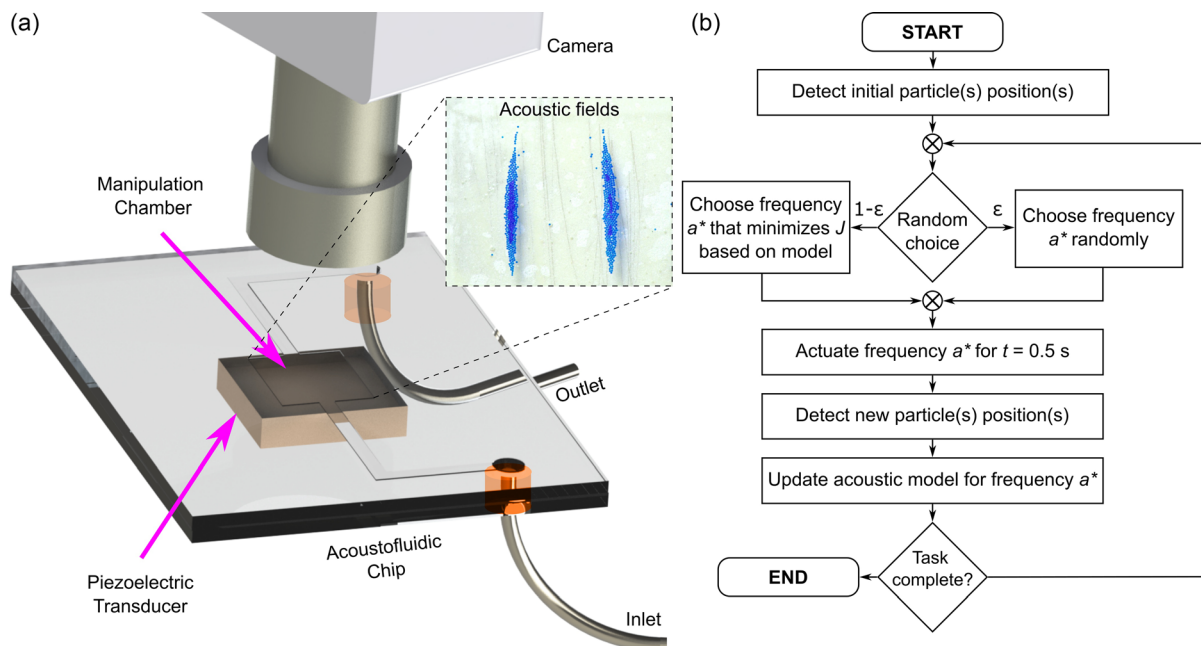 (a)
Camera
Acoustic fields
Manipulation
Chamber
Outlet
Acoustofluidic
Chip
Piezoelectric
Transducer
Inlet
(b)
START
Detect initial particle(s) position(s)
Choose frequency
a* that minimizes J
based on model
1-ε
Random
choice
ε
Choose frequency
a* randomly
Actuate frequency a* for t = 0.5 s
Detect new particle(s) position(s)
Update acoustic model for frequency a*
Task
complete?
END